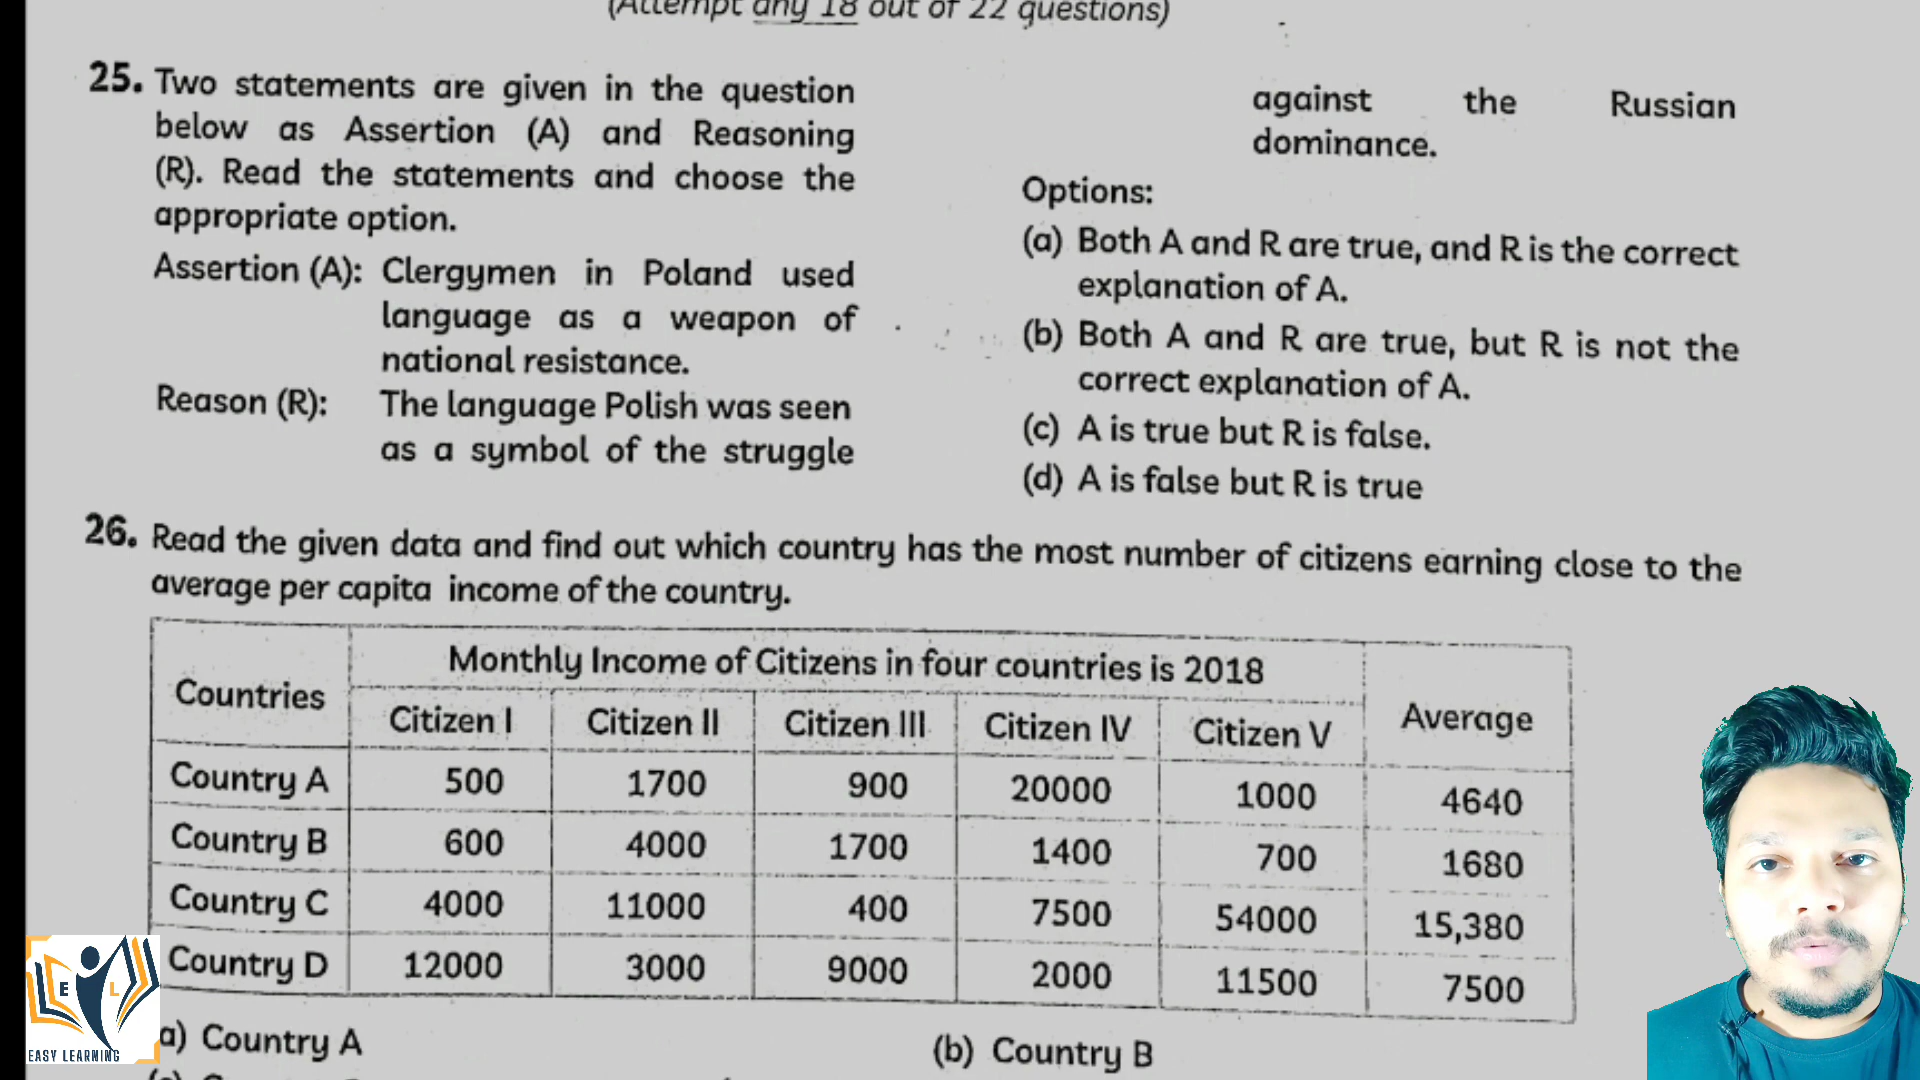 (Attempt any 18 out of 22 questions)
25. Two statements are given in the question
below as Assertion (A) and Reasoning
(R). Read the statements and choose the
appropriate option.
Assertion (A): Clergymen in Poland used
language as a weapon of
national resistance.
Reason (R): The language Polish was seen
as a symbol of the struggle
against the Russian
dominance.
Options:
(a) Both A and R are true, and R is the correct
explanation of A.
(b) Both A and R are true, but R is not the
correct explanation of A.
(c) A is true but R is false.
(d) A is false but R is true
26. Read the given data and find out which country has the most number of citizens earning close to the
average per capita income of the country.
Countries
Monthly Income of Citizens in four countries is 2018
Average
Citizen I Citizen II Citizen III Citizen IV Citizen V
Country A 500 1700 900 20000 1000 4640
Country B 600 4000 1700 1400 700 1680
Country C 4000 11000 400 7500 54000 15,380
Country D 12000 3000 9000 2000 11500 7500
a) Country A
(b) Country B
E L
EASY LEARNING